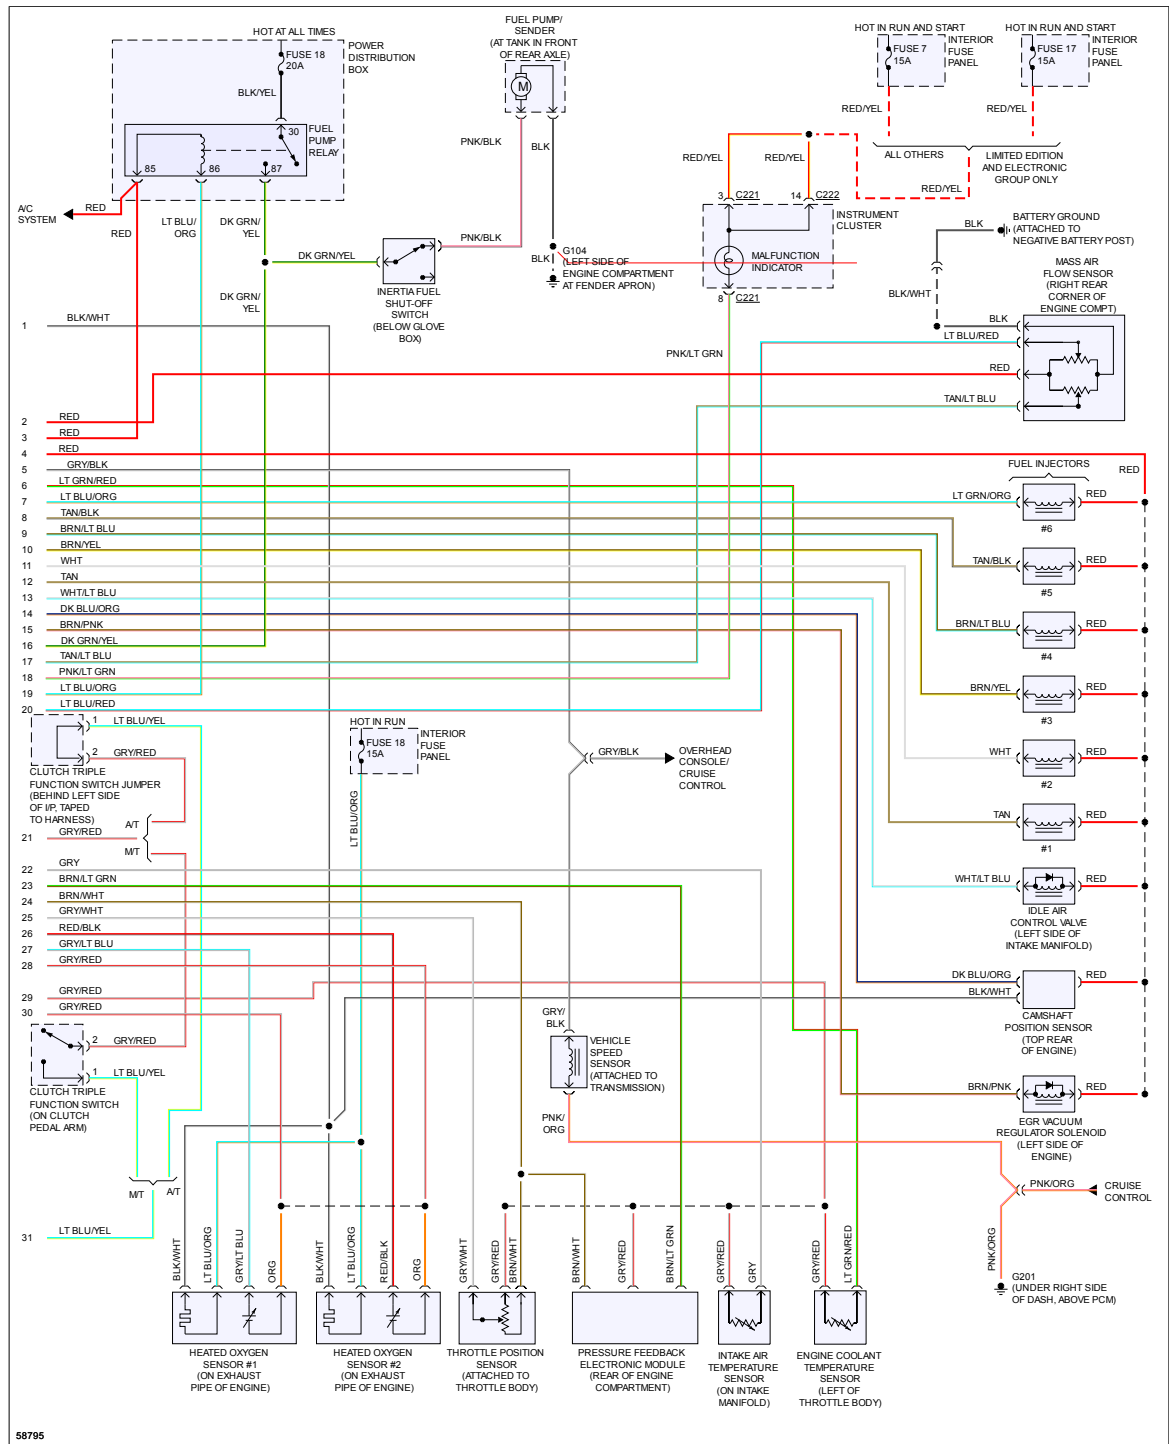 HOT AT ALL TIMES
FUSE 18
20A
POWER
DISTRIBUTION
BOX
BLK/YEL
30
FUEL
PUMP
RELAY
85
86
87
A/C
SYSTEM
RED
RED
LT BLU/
ORG
DK GRN/
YEL
DK GRN/YEL
DK GRN/
YEL
FUEL PUMP/
SENDER
(AT TANK IN FRONT
OF REAR AXLE)
M
PNK/BLK
BLK
PNK/BLK
BLK
G104
(LEFT SIDE OF
ENGINE COMPARTMENT
AT FENDER APRON)
INERTIA FUEL
SHUT-OFF
SWITCH
(BELOW GLOVE
BOX)
HOT IN RUN AND START
FUSE 7
15A
INTERIOR
FUSE
PANEL
HOT IN RUN AND START
FUSE 17
15A
INTERIOR
FUSE
PANEL
RED/YEL
RED/YEL
ALL OTHERS
LIMITED EDITION
AND ELECTRONIC
GROUP ONLY
RED/YEL
RED/YEL
RED/YEL
3
C221
14
C222
INSTRUMENT
CLUSTER
MALFUNCTION
INDICATOR
8
C221
PNK/LT GRN
BLK
BATTERY GROUND
(ATTACHED TO
NEGATIVE BATTERY POST)
MASS AIR
FLOW SENSOR
(RIGHT REAR
CORNER OF
ENGINE COMPT)
BLK/WHT
BLK
LT BLU/RED
RED
TAN/LT BLU
1
BLK/WHT
2
RED
3
RED
4
RED
5
GRY/BLK
6
LT GRN/RED
7
LT BLU/ORG
8
TAN/BLK
9
BRN/LT BLU
10
BRN/YEL
11
WHT
12
TAN
13
WHT/LT BLU
14
DK BLU/ORG
15
BRN/PNK
16
DK GRN/YEL
17
TAN/LT BLU
18
PNK/LT GRN
19
LT BLU/ORG
20
LT BLU/RED
FUEL INJECTORS
RED
LT GRN/ORG
RED
#6
TAN/BLK
RED
#5
BRN/LT BLU
RED
#4
BRN/YEL
RED
#3
WHT
RED
#2
TAN
RED
#1
WHT/LT BLU
RED
IDLE AIR
CONTROL VALVE
(LEFT SIDE OF
INTAKE MANIFOLD)
DK BLU/ORG
RED
BLK/WHT
CAMSHAFT
POSITION SENSOR
(TOP REAR
OF ENGINE)
BRN/PNK
RED
EGR VACUUM
REGULATOR SOLENOID
(LEFT SIDE OF
ENGINE)
1
LT BLU/YEL
2
GRY/RED
CLUTCH TRIPLE
FUNCTION SWITCH JUMPER
(BEHIND LEFT SIDE
OF I/P, TAPED
TO HARNESS)
A/T
M/T
21
GRY/RED
HOT IN RUN
FUSE 18
15A
INTERIOR
FUSE
PANEL
LT BLU/ORG
GRY/BLK
OVERHEAD
CONSOLE/
CRUISE
CONTROL
22
GRY
23
BRN/LT GRN
24
BRN/WHT
25
GRY/WHT
26
RED/BLK
27
GRY/LT BLU
28
GRY/RED
29
GRY/RED
30
GRY/RED
2
GRY/RED
1
LT BLU/YEL
CLUTCH TRIPLE
FUNCTION SWITCH
(ON CLUTCH
PEDAL ARM)
M/T
A/T
31
LT BLU/YEL
GRY/
BLK
VEHICLE
SPEED
SENSOR
(ATTACHED TO
TRANSMISSION)
PNK/
ORG
PNK/ORG
CRUISE
CONTROL
PNK/ORG
G201
(UNDER RIGHT SIDE
OF DASH, ABOVE PCM)
BLK/WHT
LT BLU/ORG
GRY/LT BLU
ORG
BLK/WHT
LT BLU/ORG
RED/BLK
ORG
GRY/WHT
GRY/RED
BRN/WHT
BRN/WHT
GRY/RED
BRN/LT GRN
GRY/RED
GRY
GRY/RED
LT GRN/RED
HEATED OXYGEN
SENSOR #1
(ON EXHAUST
PIPE OF ENGINE)
HEATED OXYGEN
SENSOR #2
(ON EXHAUST
PIPE OF ENGINE)
THROTTLE POSITION
SENSOR
(ATTACHED TO
THROTTLE BODY)
PRESSURE FEEDBACK
ELECTRONIC MODULE
(REAR OF ENGINE
COMPARTMENT)
INTAKE AIR
TEMPERATURE
SENSOR
(ON INTAKE
MANIFOLD)
ENGINE COOLANT
TEMPERATURE
SENSOR
(LEFT OF
THROTTLE BODY)
58795